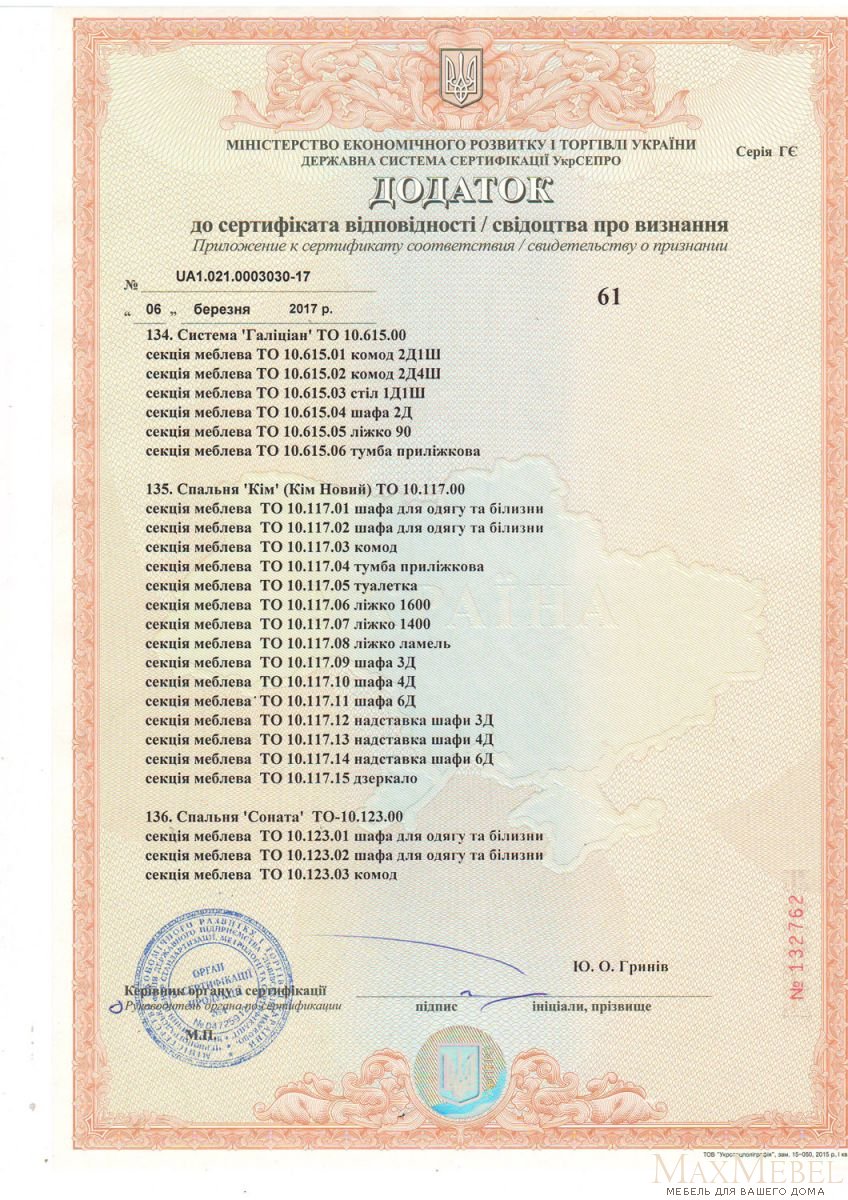 МІНІСТЕРСТВО ЕКОНОМІЧНОГО РОЗВИТКУ І ТОРГІВЛІ УКРАЇНИ
ДЕРЖАВНА СИСТЕМА СЕРТИФІКАЦІЇ УкрСЕПРО
Серія ГЄ
ДОДАТОК
до сертифіката відповідності / свідоцтва про визнання
Приложение к сертификату соответствия / свидетельству о признании
№ UA1.021.0003030-17
61
„ 06 „ березня 2017 р.
134. Система 'Галіціан' ТО 10.615.00
секція меблева ТО 10.615.01 комод 2Д1Ш
секція меблева ТО 10.615.02 комод 2Д4Ш
секція меблева ТО 10.615.03 стіл 1Д1Ш
секція меблева ТО 10.615.04 шафа 2Д
секція меблева ТО 10.615.05 ліжко 90
секція меблева ТО 10.615.06 тумба приліжкова
135. Спальня 'Кім' (Кім Новий) ТО 10.117.00
секція меблева ТО 10.117.01 шафа для одягу та білизни
секція меблева ТО 10.117.02 шафа для одягу та білизни
секція меблева ТО 10.117.03 комод
секція меблева ТО 10.117.04 тумба приліжкова
секція меблева ТО 10.117.05 туалетка
секція меблева ТО 10.117.06 ліжко 1600
секція меблева ТО 10.117.07 ліжко 1400
секція меблева ТО 10.117.08 ліжко ламель
секція меблева ТО 10.117.09 шафа 3Д
секція меблева ТО 10.117.10 шафа 4Д
секція меблева ТО 10.117.11 шафа 6Д
секція меблева ТО 10.117.12 надставка шафи 3Д
секція меблева ТО 10.117.13 надставка шафи 4Д
секція меблева ТО 10.117.14 надставка шафи 6Д
секція меблева ТО 10.117.15 дзеркало
136. Спальня 'Соната' ТО-10.123.00
секція меблева ТО 10.123.01 шафа для одягу та білизни
секція меблева ТО 10.123.02 шафа для одягу та білизни
секція меблева ТО 10.123.03 комод
УКРАЇНА
№ 132762
ОРГАН
СЕРТИФІКАЦІЇ
ПРОДУКЦІЇ
Ю. О. Гринів
Керівник органу з сертифікації
Руководитель органа по сертификации
підпис
ініціали, прізвище
М.П.
ТОВ "Укрспецполіграфія", зам. 15-050, 2015 р., І кв
MAXMEBEL
МЕБЕЛЬ ДЛЯ ВАШЕГО ДОМА